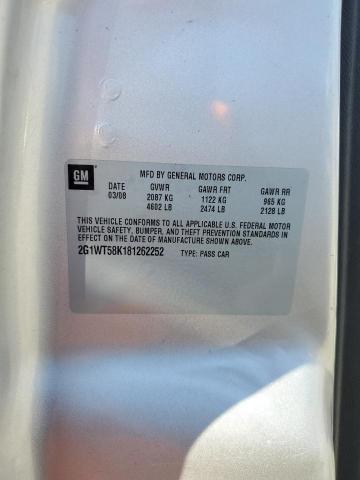 GM
MFD BY GENERAL MOTORS CORP.
DATE GVWR GAWR FRT GAWR RR
03/08 2087 KG 1122 KG 965 KG
4602 LB 2474 LB 2128 LB
THIS VEHICLE CONFORMS TO ALL APPLICABLE U.S. FEDERAL MOTOR
VEHICLE SAFETY, BUMPER, AND THEFT PREVENTION STANDARDS
IN EFFECT ON THE DATE OF MANUFACTURE SHOWN ABOVE.
2G1WT58K181262252 TYPE: PASS CAR